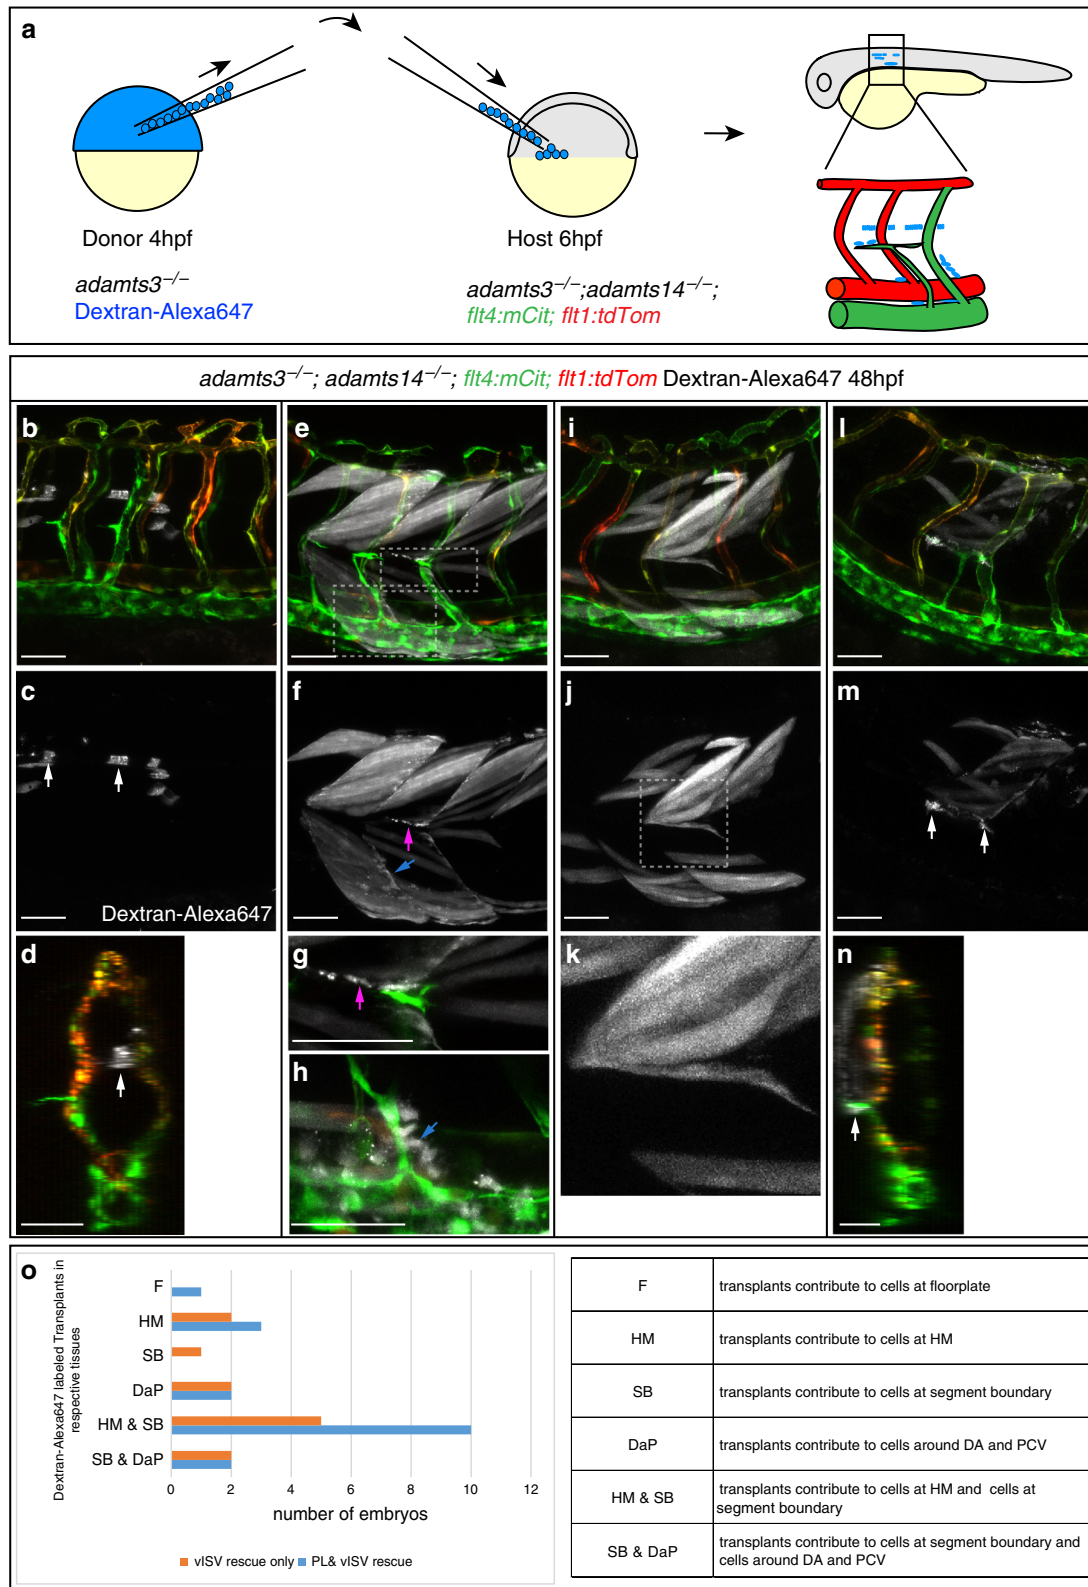 a
Donor 4hpf
adamts3–/–
Dextran-Alexa647
Host 6hpf
adamts3–/–;adamts14–/–;
flt4:mCit; flt1:tdTom
adamts3–/–; adamts14–/–; flt4:mCit; flt1:tdTom Dextran-Alexa647 48hpf
b
e
i
l
c
Dextran-Alexa647
f
j
m
d
g
h
k
n
o
Dextran-Alexa647 labeled Transplants in
respective tissues
F
HM
SB
DaP
HM & SB
SB & DaP
0 2 4 6 8 10 12
number of embryos
vISV rescue only PL& vISV rescue
F transplants contribute to cells at floorplate
HM transplants contribute to cells at HM
SB transplants contribute to cells at segment boundary
DaP transplants contribute to cells around DA and PCV
HM & SB transplants contribute to cells at HM and cells at
segment boundary
SB & DaP transplants contribute to cells at segment boundary and
cells around DA and PCV